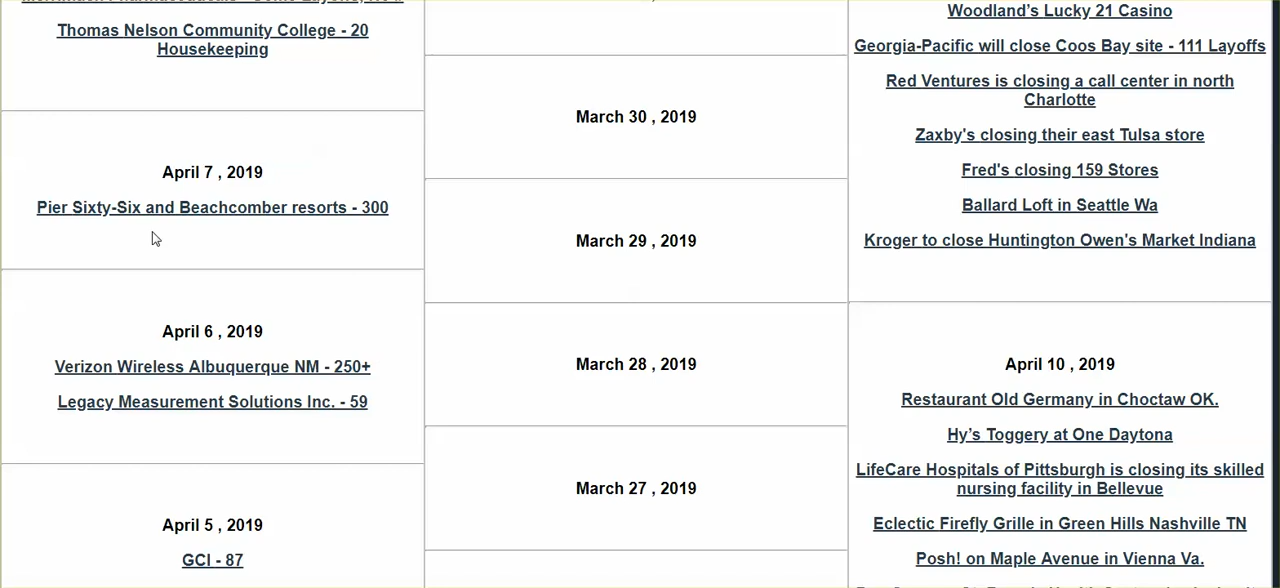 Thomas Nelson Community College - 20
Housekeeping
April 7 , 2019
Pier Sixty-Six and Beachcomber resorts - 300
April 6 , 2019
Verizon Wireless Albuquerque NM - 250+
Legacy Measurement Solutions Inc. - 59
April 5 , 2019
GCI - 87
March 30 , 2019
March 29 , 2019
March 28 , 2019
March 27 , 2019
Woodland’s Lucky 21 Casino
Georgia-Pacific will close Coos Bay site - 111 Layoffs
Red Ventures is closing a call center in north
Charlotte
Zaxby's closing their east Tulsa store
Fred's closing 159 Stores
Ballard Loft in Seattle Wa
Kroger to close Huntington Owen's Market Indiana
April 10 , 2019
Restaurant Old Germany in Choctaw OK.
Hy’s Toggery at One Daytona
LifeCare Hospitals of Pittsburgh is closing its skilled
nursing facility in Bellevue
Eclectic Firefly Grille in Green Hills Nashville TN
Posh! on Maple Avenue in Vienna Va.